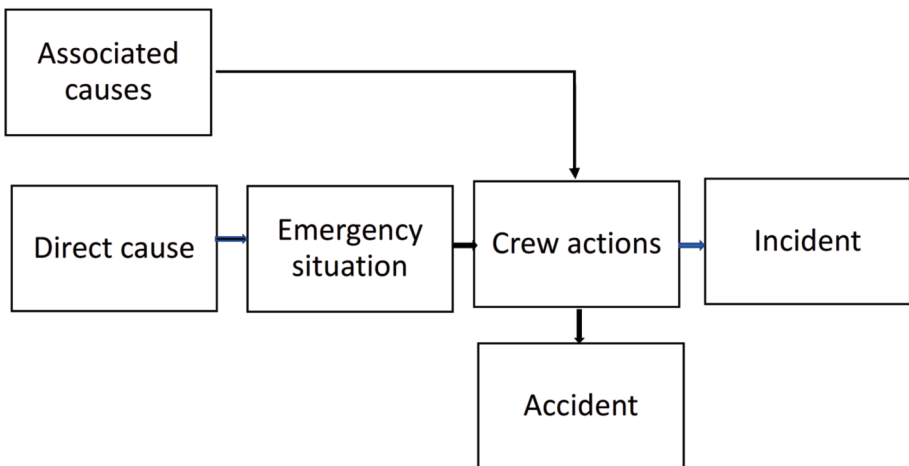 Associated
causes
Direct cause
Emergency
situation
Crew actions
Incident
Accident